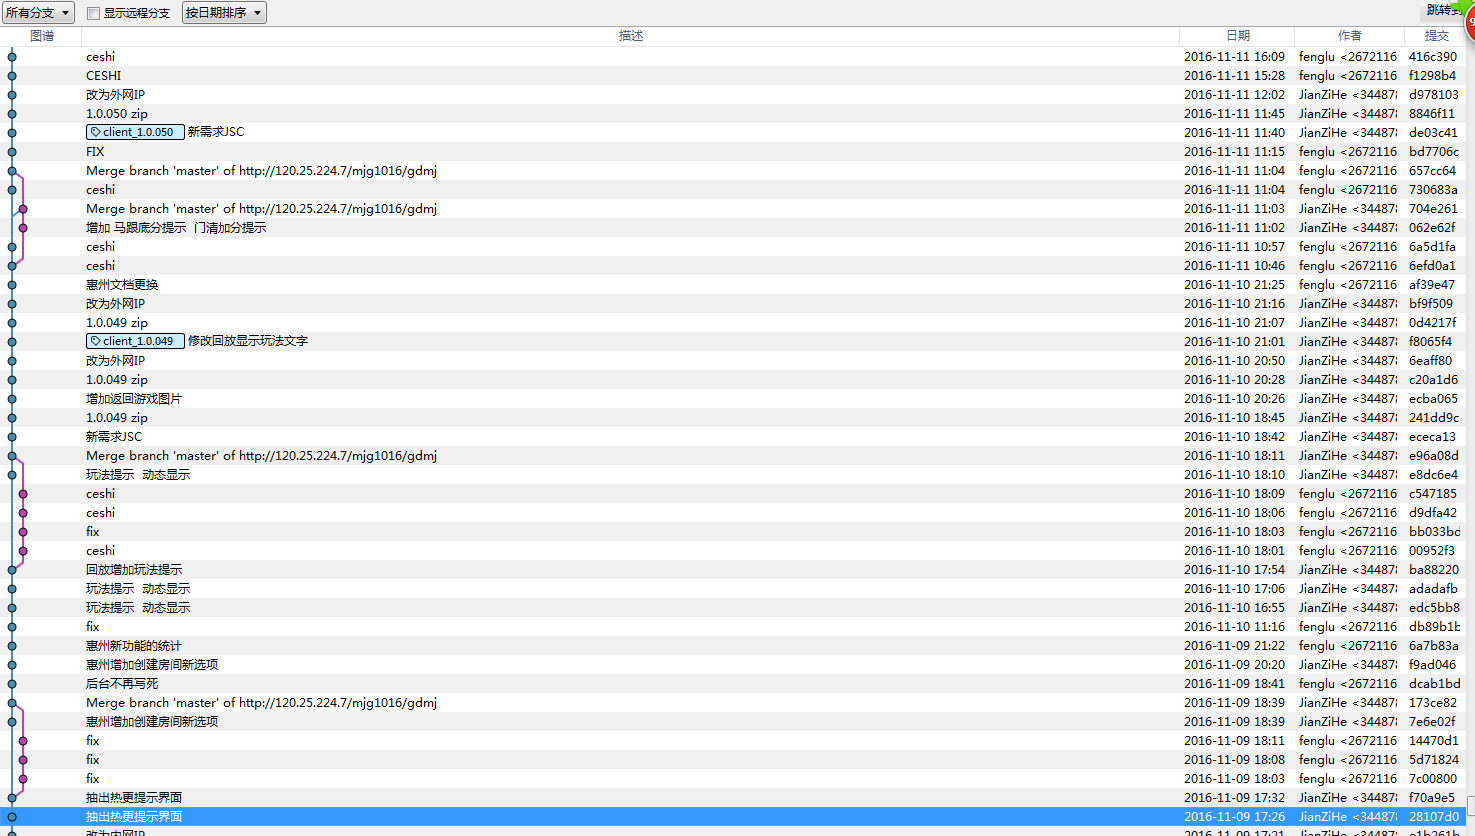 所有分支 显示远程分支 按日期排序 跳转到
图谱 描述 日期 作者 提交
ceshi 2016-11-11 16:09 fenglu <2672116 416c390
CESHI 2016-11-11 15:28 fenglu <2672116 f1298b4
改为外网IP 2016-11-11 12:02 JianZiHe <34487 d978103
1.0.050 zip 2016-11-11 11:45 JianZiHe <34487 8846f11
client_1.0.050 新需求JSC 2016-11-11 11:40 JianZiHe <34487 de03c41
FIX 2016-11-11 11:15 fenglu <2672116 bd7706c
Merge branch 'master' of http://120.25.224.7/mjg1016/gdmj 2016-11-11 11:04 fenglu <2672116 657cc64
ceshi 2016-11-11 11:04 fenglu <2672116 730683a
Merge branch 'master' of http://120.25.224.7/mjg1016/gdmj 2016-11-11 11:03 JianZiHe <34487 704e261
增加 马跟底分提示 门清加分提示 2016-11-11 11:02 JianZiHe <34487 062e62f
ceshi 2016-11-11 10:57 fenglu <2672116 6a5d1fa
ceshi 2016-11-11 10:46 fenglu <2672116 6efd0a1
惠州文档更换 2016-11-10 21:25 fenglu <2672116 af39e47
改为外网IP 2016-11-10 21:16 JianZiHe <34487 bf9f509
1.0.049 zip 2016-11-10 21:07 JianZiHe <34487 0d4217f
client_1.0.049 修改回放显示玩法文字 2016-11-10 21:01 JianZiHe <34487 f8065f4
改为外网IP 2016-11-10 20:50 JianZiHe <34487 6eaff80
1.0.049 zip 2016-11-10 20:28 JianZiHe <34487 c20a1d6
增加返回游戏图片 2016-11-10 20:26 JianZiHe <34487 ecba065
1.0.049 zip 2016-11-10 18:45 JianZiHe <34487 241dd9c
新需求JSC 2016-11-10 18:42 JianZiHe <34487 ececa13
Merge branch 'master' of http://120.25.224.7/mjg1016/gdmj 2016-11-10 18:11 JianZiHe <34487 e96a08d
玩法提示 动态显示 2016-11-10 18:10 JianZiHe <34487 e8dc6e4
ceshi 2016-11-10 18:09 fenglu <2672116 c547185
ceshi 2016-11-10 18:06 fenglu <2672116 d9dfa42
fix 2016-11-10 18:03 fenglu <2672116 bb033bd
ceshi 2016-11-10 18:01 fenglu <2672116 00952f3
回放增加玩法提示 2016-11-10 17:54 JianZiHe <34487 ba88220
玩法提示 动态显示 2016-11-10 17:06 JianZiHe <34487 adadafb
玩法提示 动态显示 2016-11-10 16:55 JianZiHe <34487 edc5bb8
fix 2016-11-10 11:16 fenglu <2672116 db89b1b
惠州新功能的统计 2016-11-09 21:22 fenglu <2672116 6a7b83a
惠州增加创建房间新选项 2016-11-09 20:20 JianZiHe <34487 f9ad046
后台不再写死 2016-11-09 18:41 fenglu <2672116 dcab1bd
Merge branch 'master' of http://120.25.224.7/mjg1016/gdmj 2016-11-09 18:39 JianZiHe <34487 173ce82
惠州增加创建房间新选项 2016-11-09 18:39 JianZiHe <34487 7e6e02f
fix 2016-11-09 18:11 fenglu <2672116 14470d1
fix 2016-11-09 18:08 fenglu <2672116 5d71824
fix 2016-11-09 18:03 fenglu <2672116 7c00800
抽出热更提示界面 2016-11-09 17:32 JianZiHe <34487 f70a9e5
抽出热更提示界面 2016-11-09 17:26 JianZiHe <34487 28107d0
改为内网IP 2016-11-09 17:21 JianZiHe <34487 e1b261b